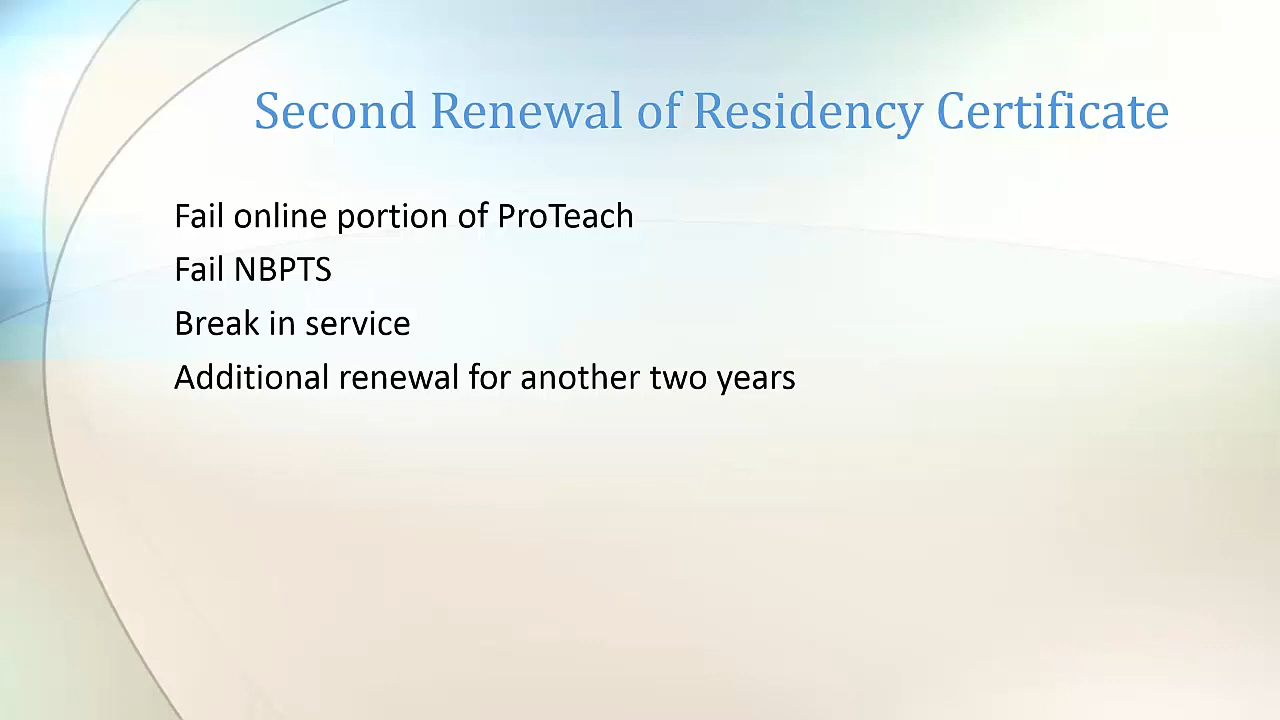 Second Renewal of Residency Certificate
Fail online portion of ProTeach
Fail NBPTS
Break in service
Additional renewal for another two years